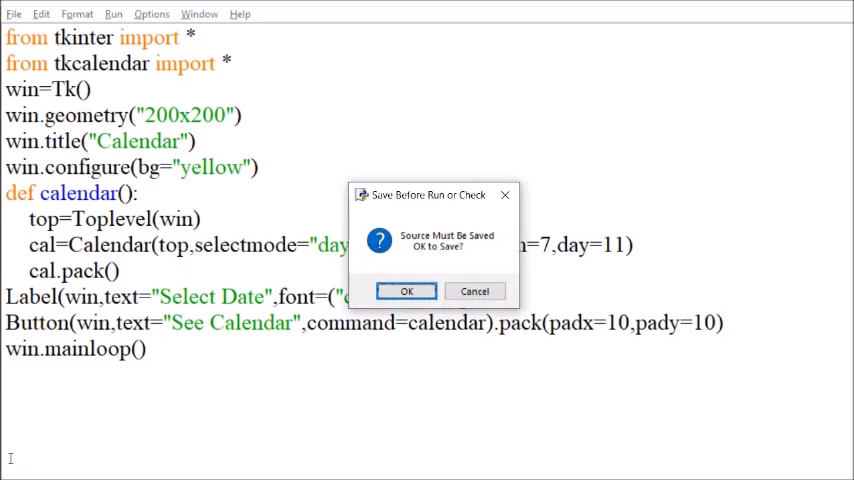 File Edit Format Run Options Window Help
from tkinter import *
from tkcalendar import *
win=Tk()
win.geometry("200x200")
win.title("Calendar")
win.configure(bg="yellow")
def calendar():
top=Toplevel(win)
cal=Calendar(top,selectmode="day =7,day=11)
cal.pack()
Label(win,text="Select Date",font=("
Button(win,text="See Calendar",command=calendar).pack(padx=10,pady=10)
win.mainloop()
Save Before Run or Check
Source Must Be Saved
OK to Save?
OK Cancel